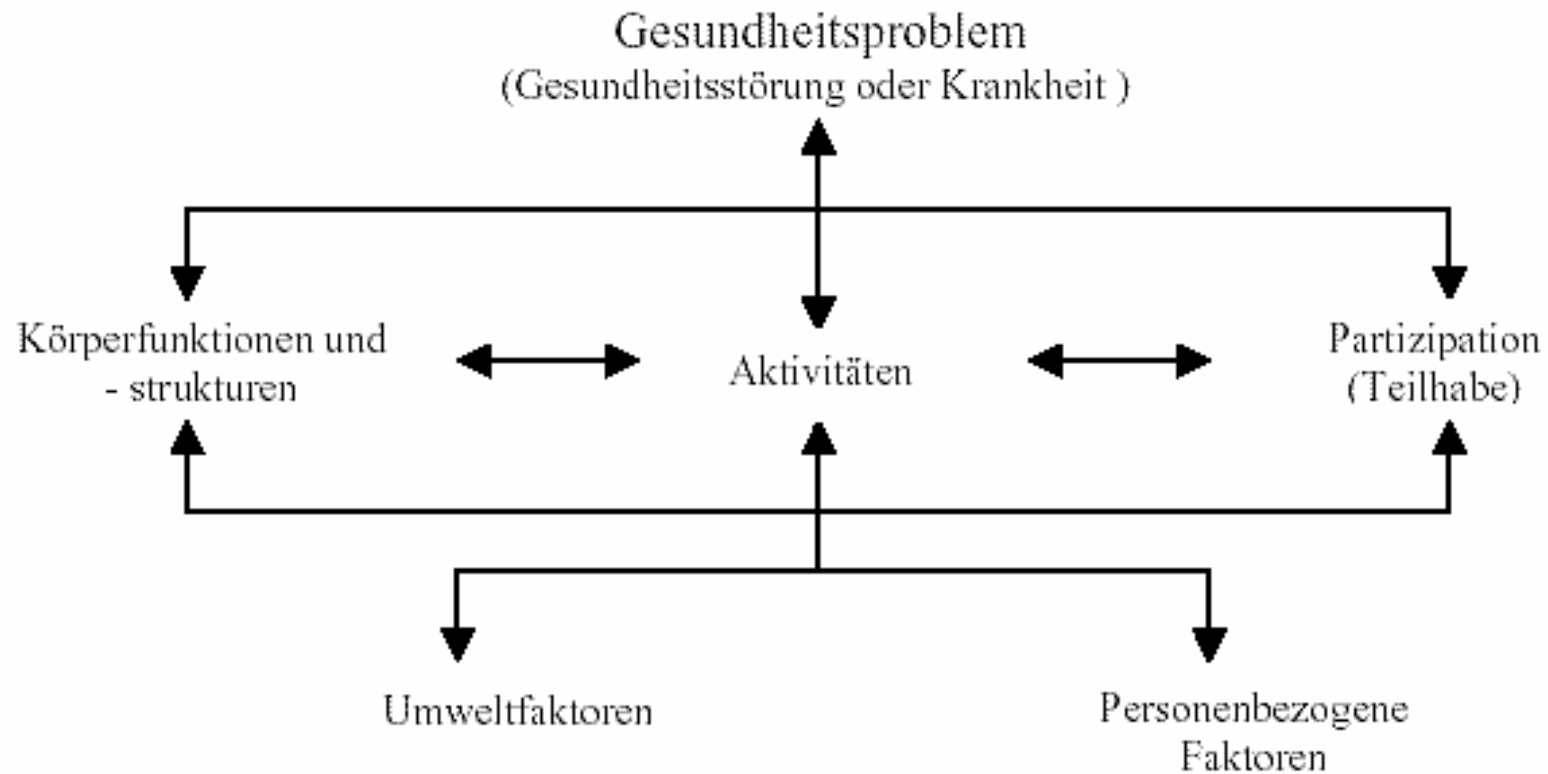 Gesundheitsproblem
(Gesundheitsstörung oder Krankheit )
Körperfunktionen und
- strukturen
Aktivitäten
Partizipation
(Teilhabe)
Umweltfaktoren
Personenbezogene
Faktoren